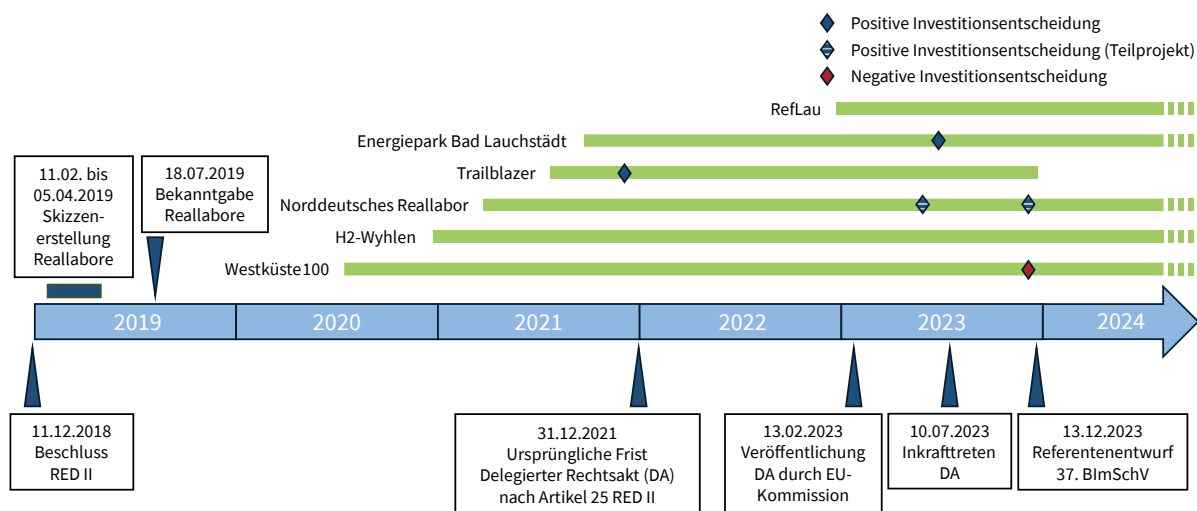 Positive Investitionsentscheidung
Positive Investitionsentscheidung (Teilprojekt)
Negative Investitionsentscheidung
RefLau
Energiepark Bad Lauchstädt
Trailblazer
Norddeutsches Reallabor
H2-Wyhlen
Westküste100
11.02. bis
05.04.2019
Skizzen-
erstellung
Reallabore
18.07.2019
Bekanntgabe
Reallabore
2019
2020
2021
2022
2023
2024
11.12.2018
Beschluss
RED II
31.12.2021
Ursprüngliche Frist
Delegierter Rechtsakt (DA)
nach Artikel 25 RED II
13.02.2023
Veröffentlichung
DA durch EU-
Kommission
10.07.2023
Inkrafttreten
DA
13.12.2023
Referentenentwurf
37. BImSchV